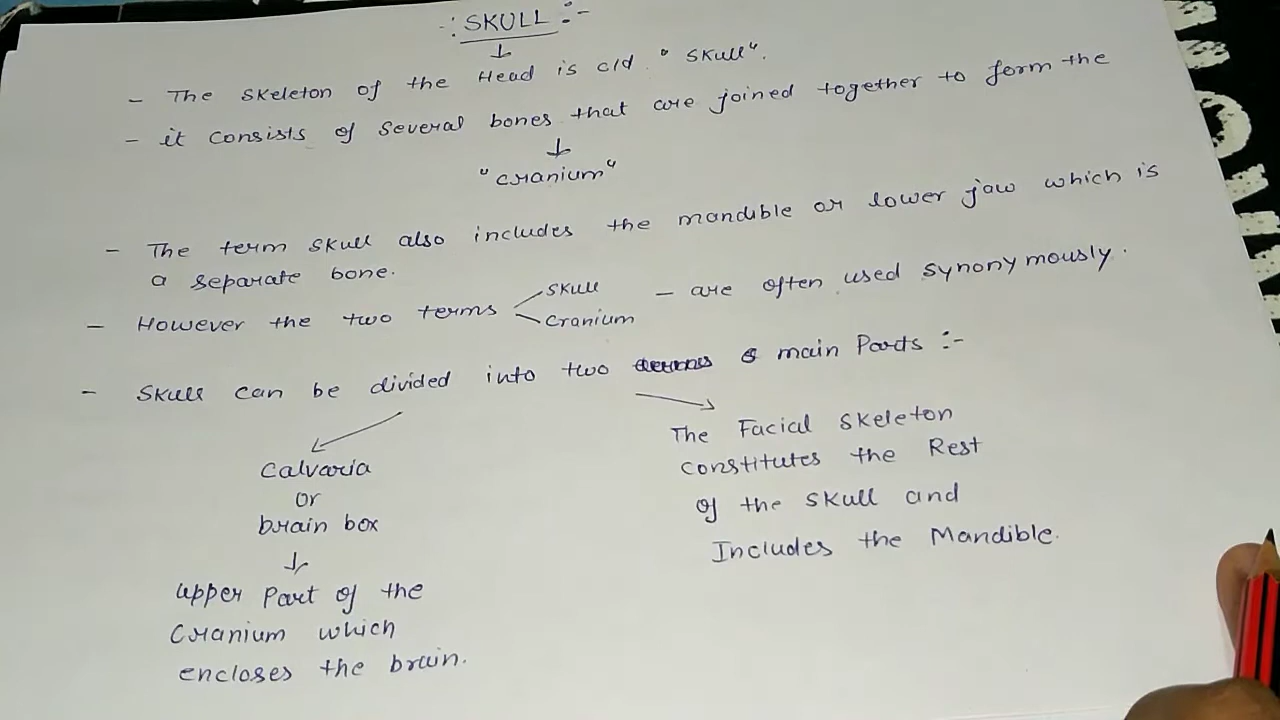 -: SKULL :-
- The Skeleton of the Head is c/d "Skull".
- it consists of several bones that are joined together to form the
"cranium"
- The term skull also includes the mandible or lower jaw which is
a separate bone.
- However the two terms Skull Cranium - are often used synonymously.
- Skull can be divided into two main Parts :-
Calvaria
or
brain box
upper Part of the
Cranium which
encloses the brain.
The Facial Skeleton
constitutes the Rest
of the skull and
Includes the Mandible.